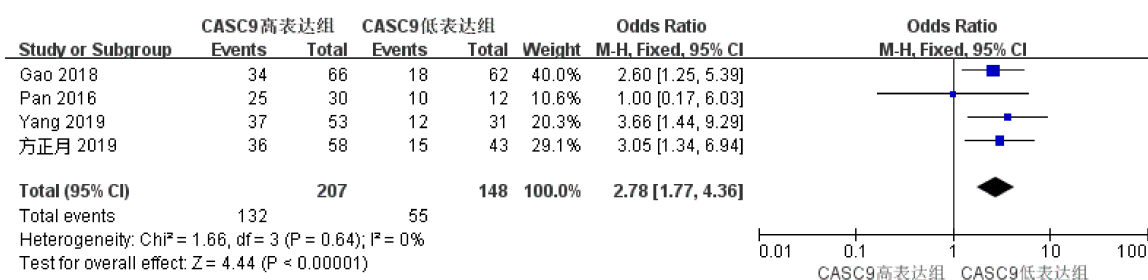 CASC9高表达组 CASC9低表达组 Odds Ratio Odds Ratio
Study or Subgroup Events Total Events Total Weight M-H, Fixed, 95% CI M-H, Fixed, 95% CI
Gao 2018 34 66 18 62 40.0% 2.60 [1.25, 5.39]
Pan 2016 25 30 10 12 10.6% 1.00 [0.17, 6.03]
Yang 2019 37 53 12 31 20.3% 3.66 [1.44, 9.29]
方正月 2019 36 58 15 43 29.1% 3.05 [1.34, 6.94]
Total (95% CI) 207 148 100.0% 2.78 [1.77, 4.36]
Total events 132 55
Heterogeneity: Chi² = 1.66, df = 3 (P = 0.64); I² = 0%
Test for overall effect: Z = 4.44 (P < 0.00001)
0.01 0.1 1 10 100
CASC9高表达组 CASC9低表达组